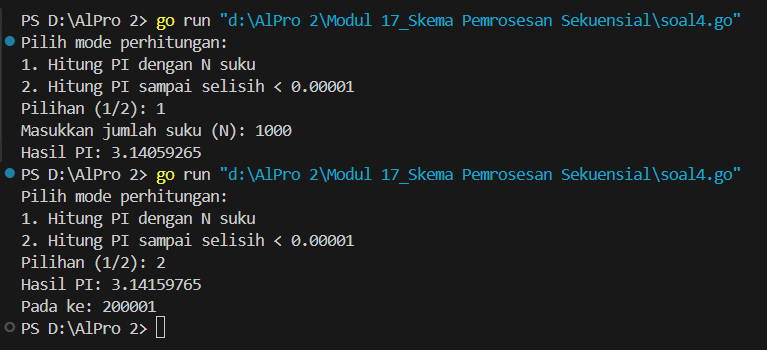 PS D:\AlPro 2> go run "d:\AlPro 2\Modul 17_Skema Pemrosesan Sekuensial\soal4.go"
Pilih mode perhitungan:
1. Hitung PI dengan N suku
2. Hitung PI sampai selisih < 0.00001
Pilihan (1/2): 1
Masukkan jumlah suku (N): 1000
Hasil PI: 3.14059265
PS D:\AlPro 2> go run "d:\AlPro 2\Modul 17_Skema Pemrosesan Sekuensial\soal4.go"
Pilih mode perhitungan:
1. Hitung PI dengan N suku
2. Hitung PI sampai selisih < 0.00001
Pilihan (1/2): 2
Hasil PI: 3.14159765
Pada ke: 200001
PS D:\AlPro 2>